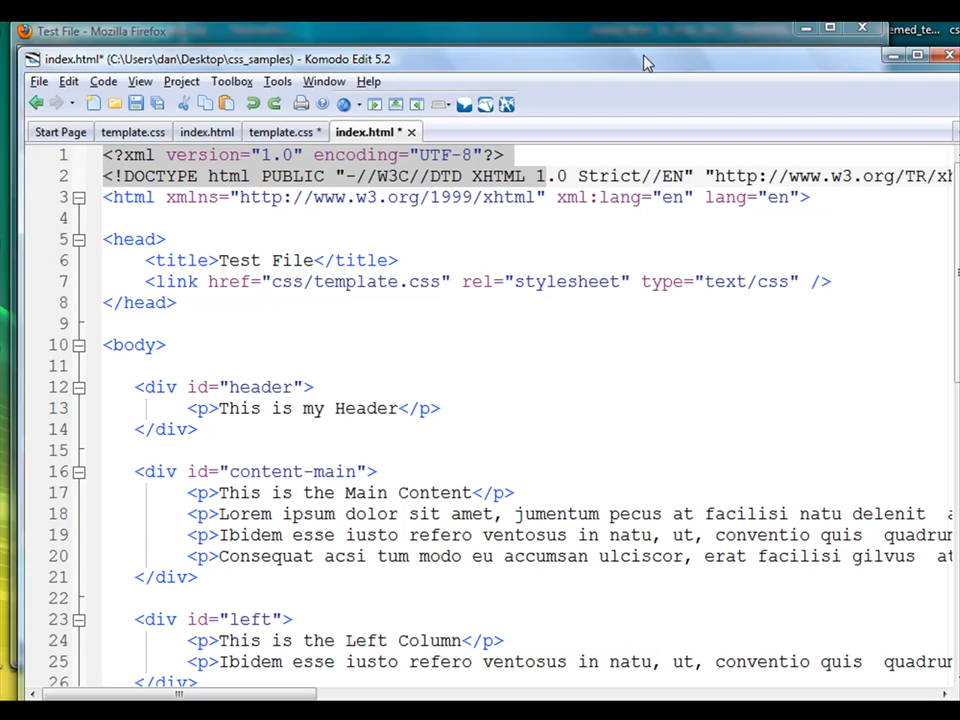 Test File - Mozilla Firefox
emed_te... cs
index.html* (C:\Users\dan\Desktop\css_samples) - Komodo Edit 5.2
File Edit Code View Project Toolbox Tools Window Help
Start Page template.css index.html template.css * index.html *
1 <?xml version="1.0" encoding="UTF-8"?>
2 <!DOCTYPE html PUBLIC "-//W3C//DTD XHTML 1.0 Strict//EN" "http://www.w3.org/TR/xh
3 <html xmlns="http://www.w3.org/1999/xhtml" xml:lang="en" lang="en">
4
5 <head>
6 <title>Test File</title>
7 <link href="css/template.css" rel="stylesheet" type="text/css" />
8 </head>
9
10 <body>
11
12 <div id="header">
13 <p>This is my Header</p>
14 </div>
15
16 <div id="content-main">
17 <p>This is the Main Content</p>
18 <p>Lorem ipsum dolor sit amet, jumentum pecus at facilisi natu delenit a
19 <p>Ibidem esse iusto refero ventosus in natu, ut, conventio quis quadrum
20 <p>Consequat acsi tum modo eu accumsan ulciscor, erat facilisi gilvus at
21 </div>
22
23 <div id="left">
24 <p>This is the Left Column</p>
25 <p>Ibidem esse iusto refero ventosus in natu, ut, conventio quis quadrum
26 </div>